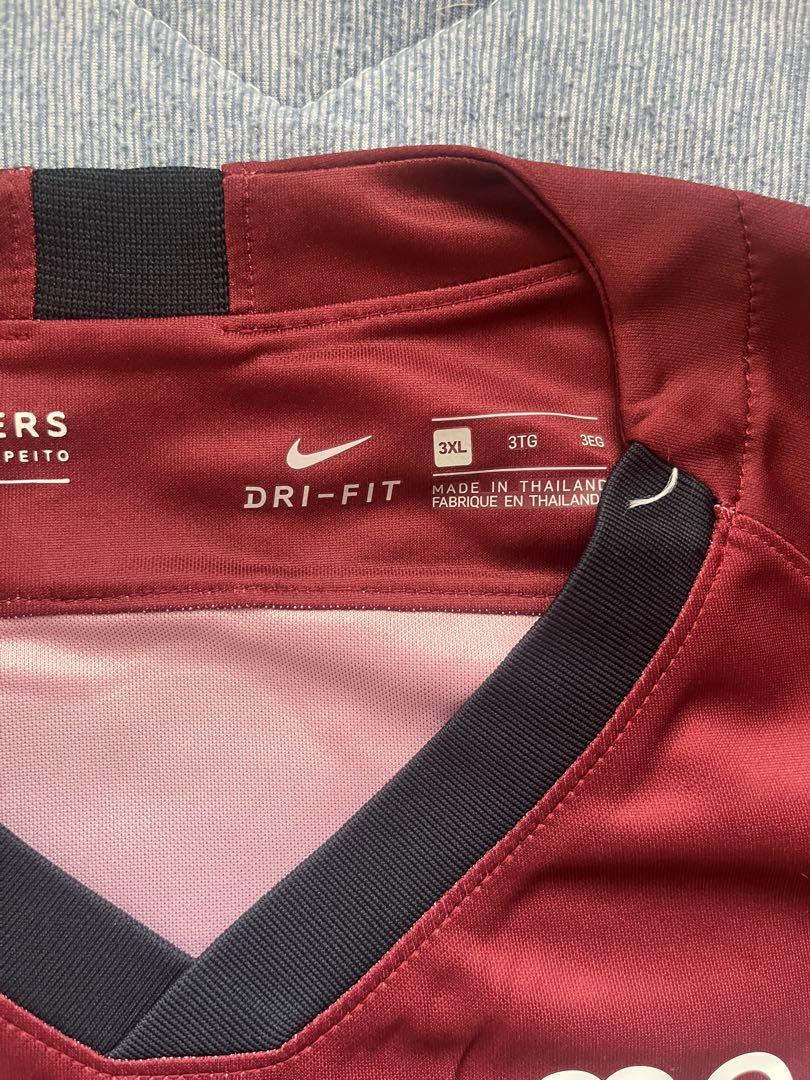 ERS
PEITO
DRI-FIT
3XL 3TG 3EG
MADE IN THAILAND
FABRIQUE EN THAILAND